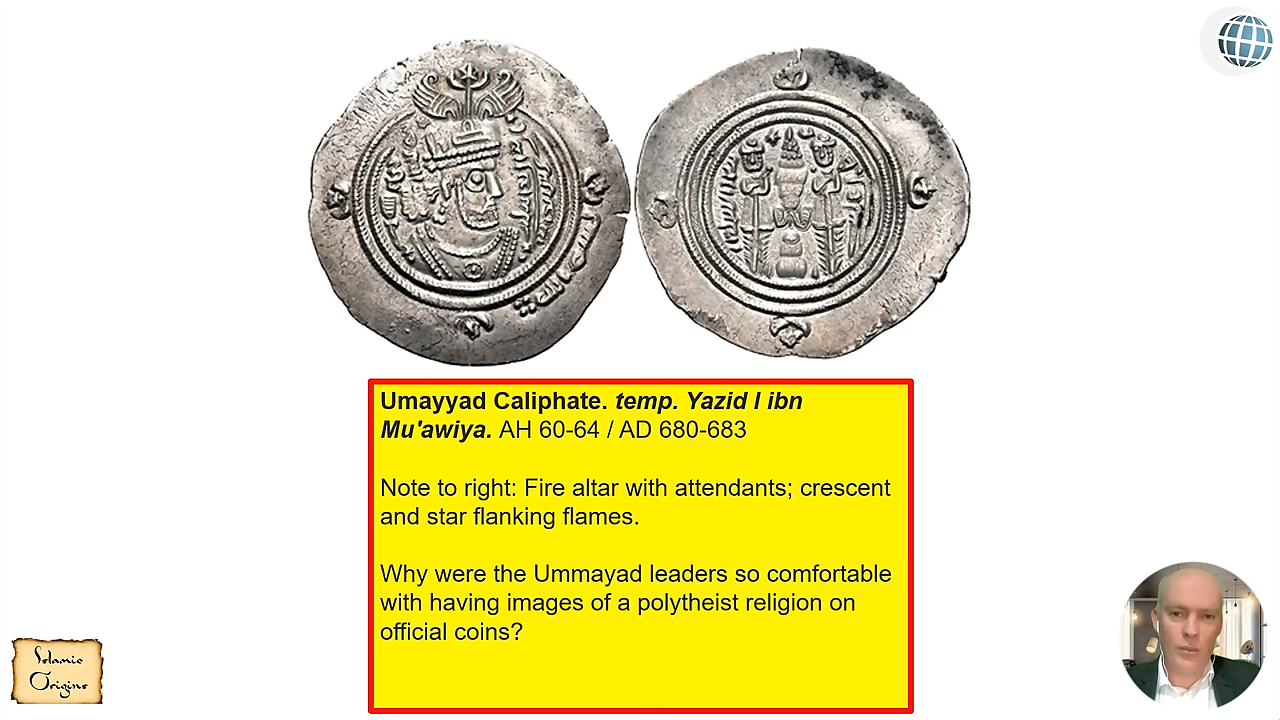 Umayyad Caliphate. temp. Yazid I ibn
Mu'awiya. AH 60-64 / AD 680-683
Note to right: Fire altar with attendants; crescent
and star flanking flames.
Why were the Ummayad leaders so comfortable
with having images of a polytheist religion on
official coins?
Islamic
Origins